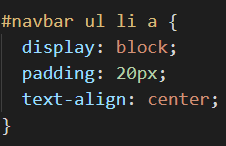 #navbar ul li a {
  display: block;
  padding: 20px;
  text-align: center;
}